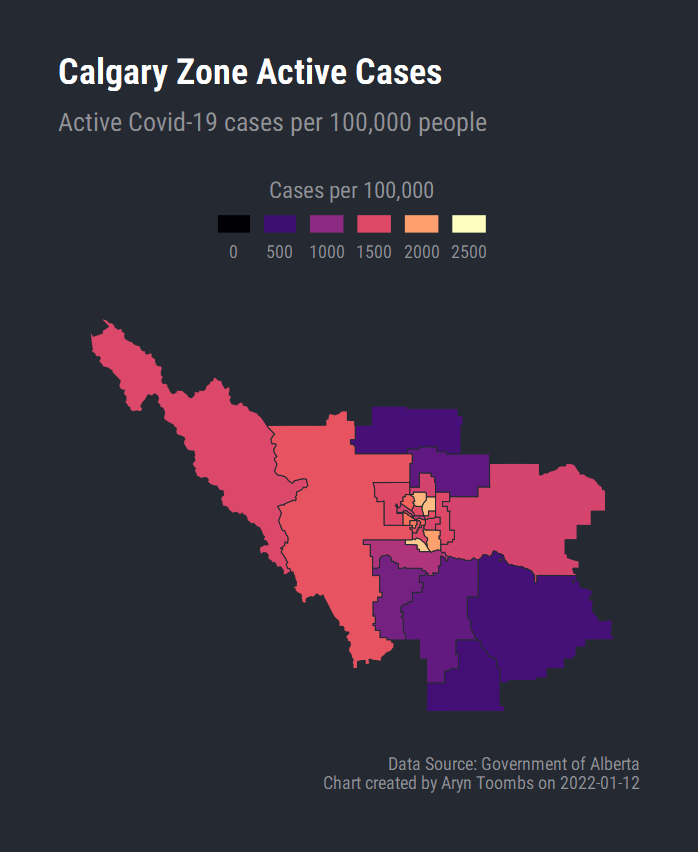 Calgary Zone Active Cases
Active Covid-19 cases per 100,000 people
Cases per 100,000
0 500 1000 1500 2000 2500
Data Source: Government of Alberta
Chart created by Aryn Toombs on 2022-01-12